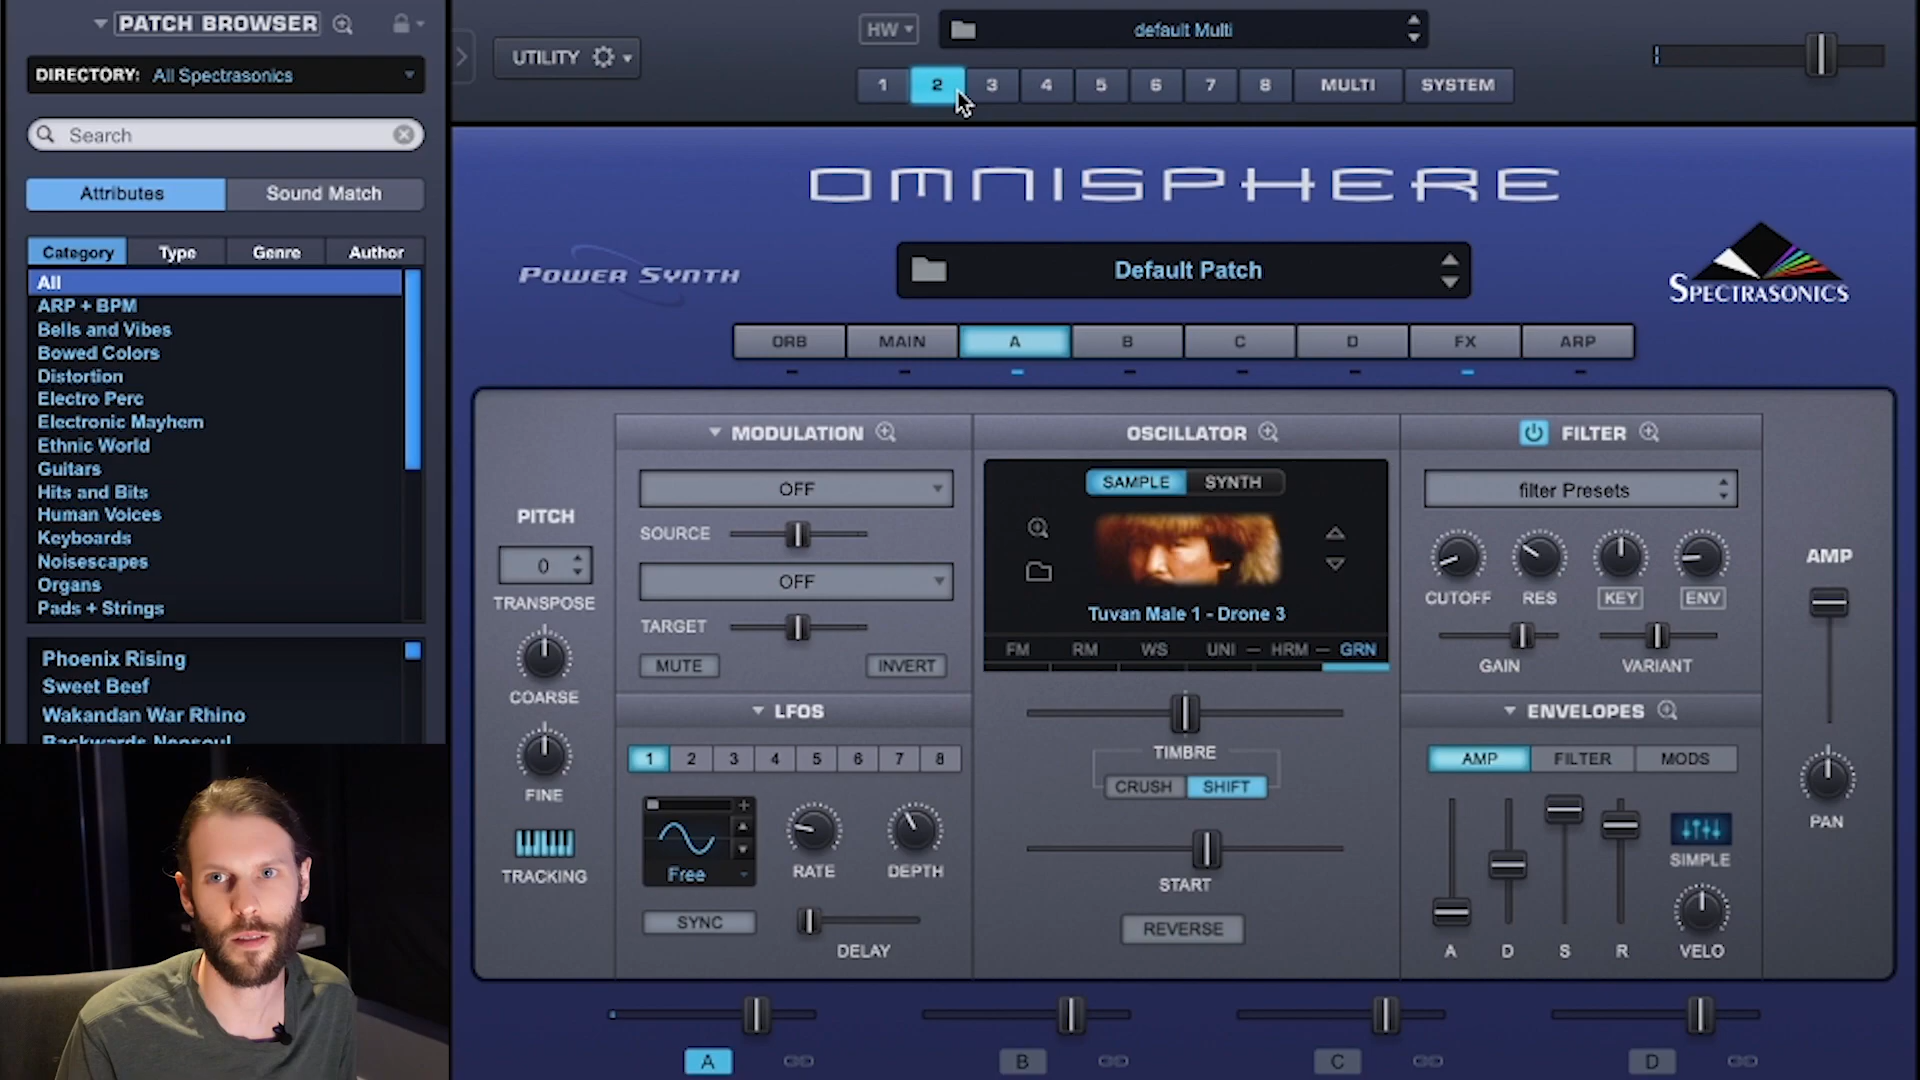 PATCH BROWSER
DIRECTORY: All Spectrasonics
Search
Attributes
Sound Match
Category
Type
Genre
Author
All
ARP + BPM
Bells and Vibes
Bowed Colors
Distortion
Electro Perc
Electronic Mayhem
Ethnic World
Guitars
Hits and Bits
Human Voices
Keyboards
Noisescapes
Organs
Pads + Strings
Phoenix Rising
Sweet Beef
Wakandan War Rhino
Backwards Neosoul
UTILITY
HW
default Multi
1 2 3 4 5 6 7 8 MULTI SYSTEM
OMNISPHERE
POWER SYNTH
Default Patch
SPECTRASONICS
ORB MAIN A B C D FX ARP
PITCH
0
TRANSPOSE
COARSE
FINE
TRACKING
MODULATION
OFF
SOURCE
OFF
TARGET
MUTE
INVERT
LFOS
1 2 3 4 5 6 7 8
Free
RATE
DEPTH
SYNC
DELAY
OSCILLATOR
SAMPLE SYNTH
Tuvan Male 1 - Drone 3
FM RM WS UNI HRM GRN
TIMBRE
CRUSH SHIFT
START
REVERSE
FILTER
filter Presets
CUTOFF RES KEY ENV
GAIN VARIANT
ENVELOPES
AMP FILTER MODS
SIMPLE
A D S R VELO
AMP
PAN
A B C D